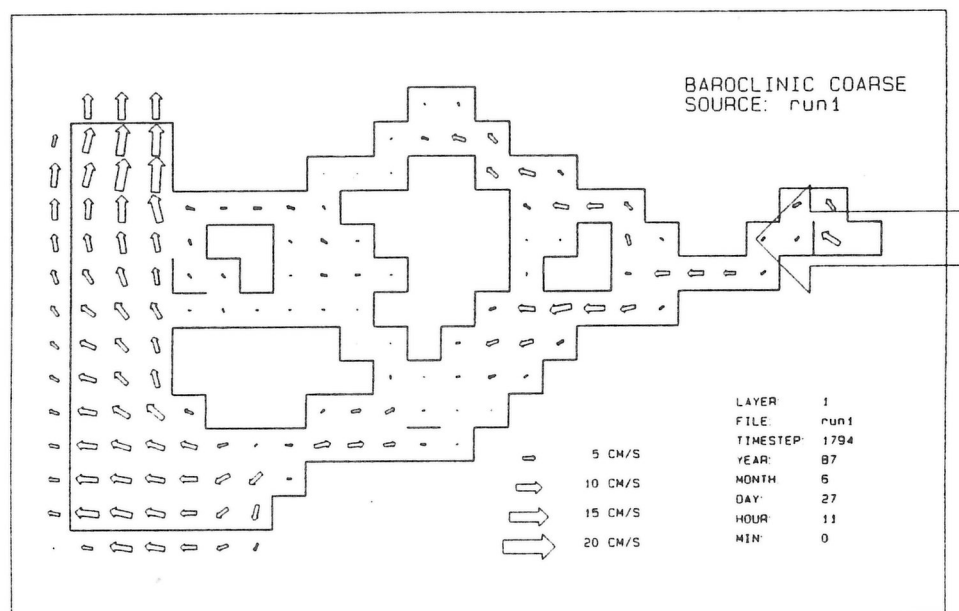 BAROCLINIC COARSE
SOURCE: run1
LAYER: 1
FILE: run1
TIMESTEP: 1794
YEAR: 87
MONTH 6
DAY: 27
HOUR: 11
MIN: 0
5 CM/S
10 CM/S
15 CM/S
20 CM/S